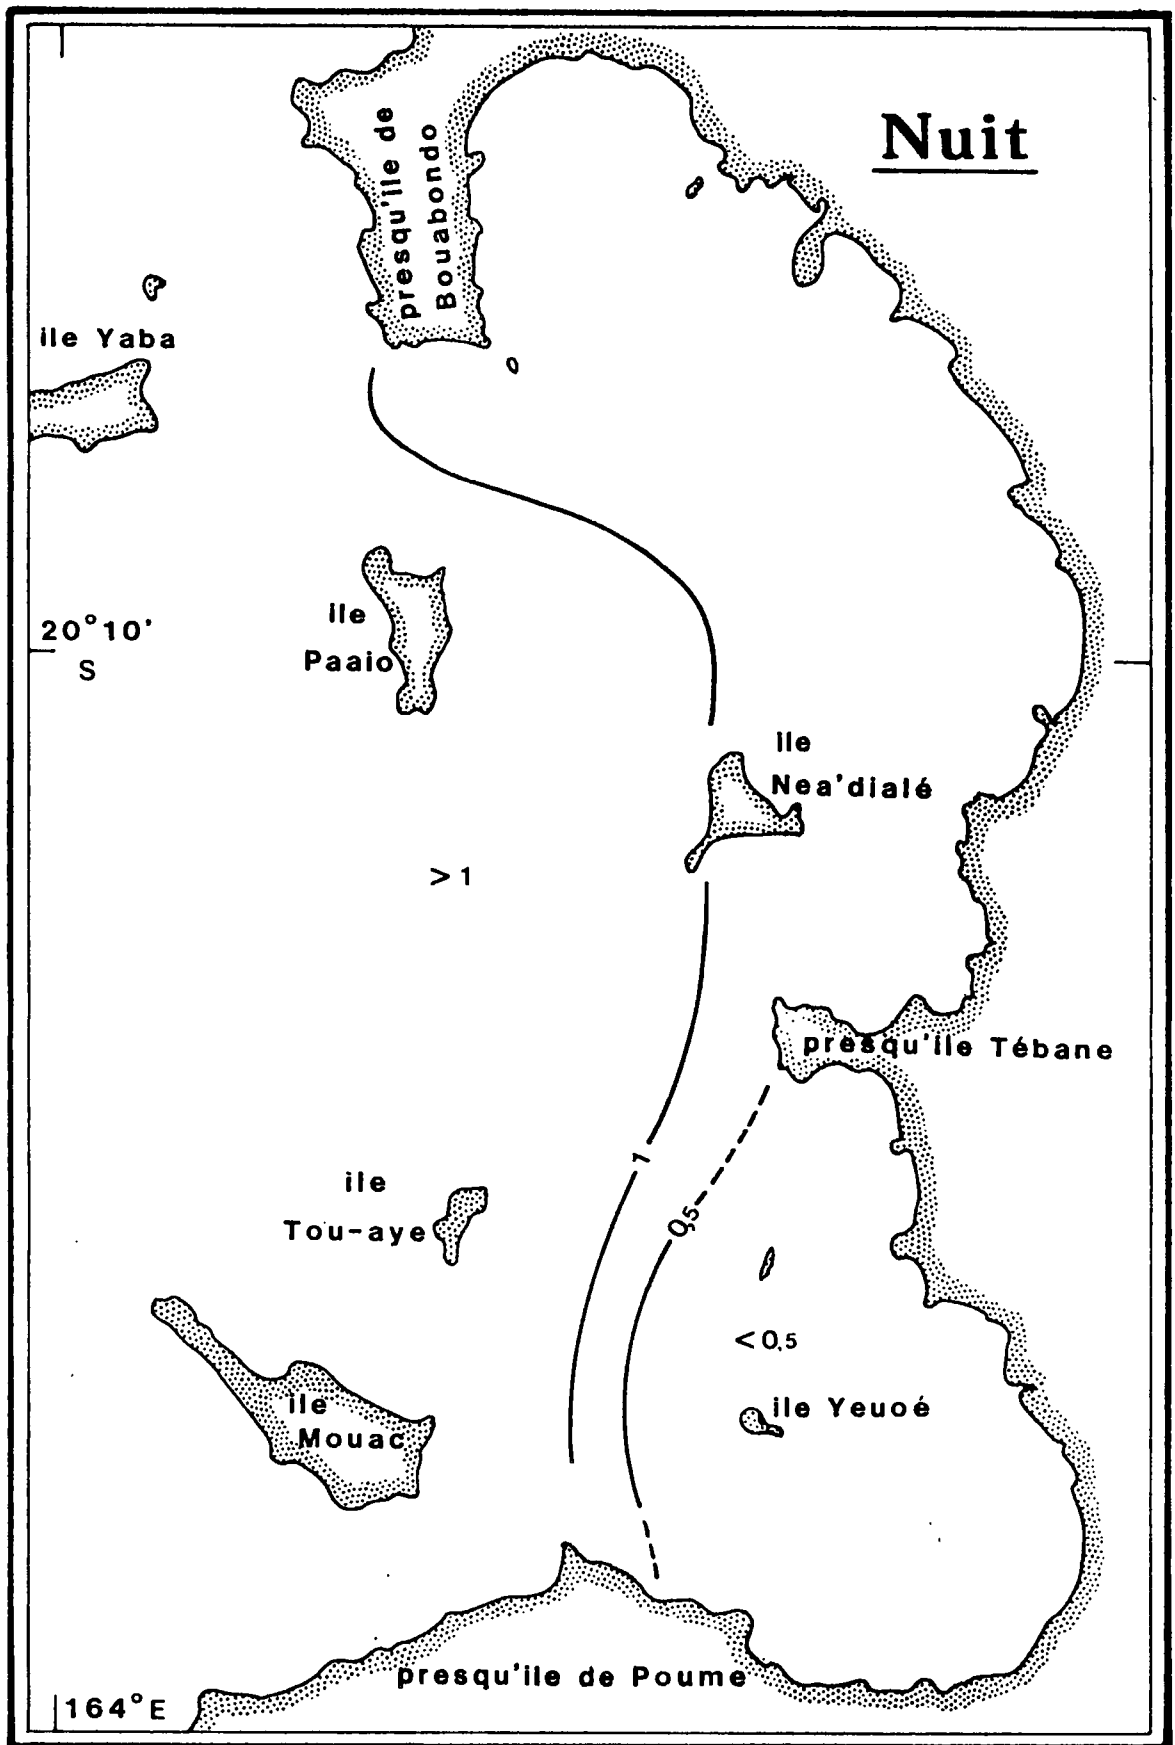 Nuit
presqu'ile de
Bouabondo
ile Yaba
ile
Paaio
20°10'
S
ile
Nea'dialé
> 1
presqu'ile Tébane
1
0,5
ile
Tou-aye
< 0,5
ile
Mouac
ile Yeuoé
presqu'ile de Poume
164°E